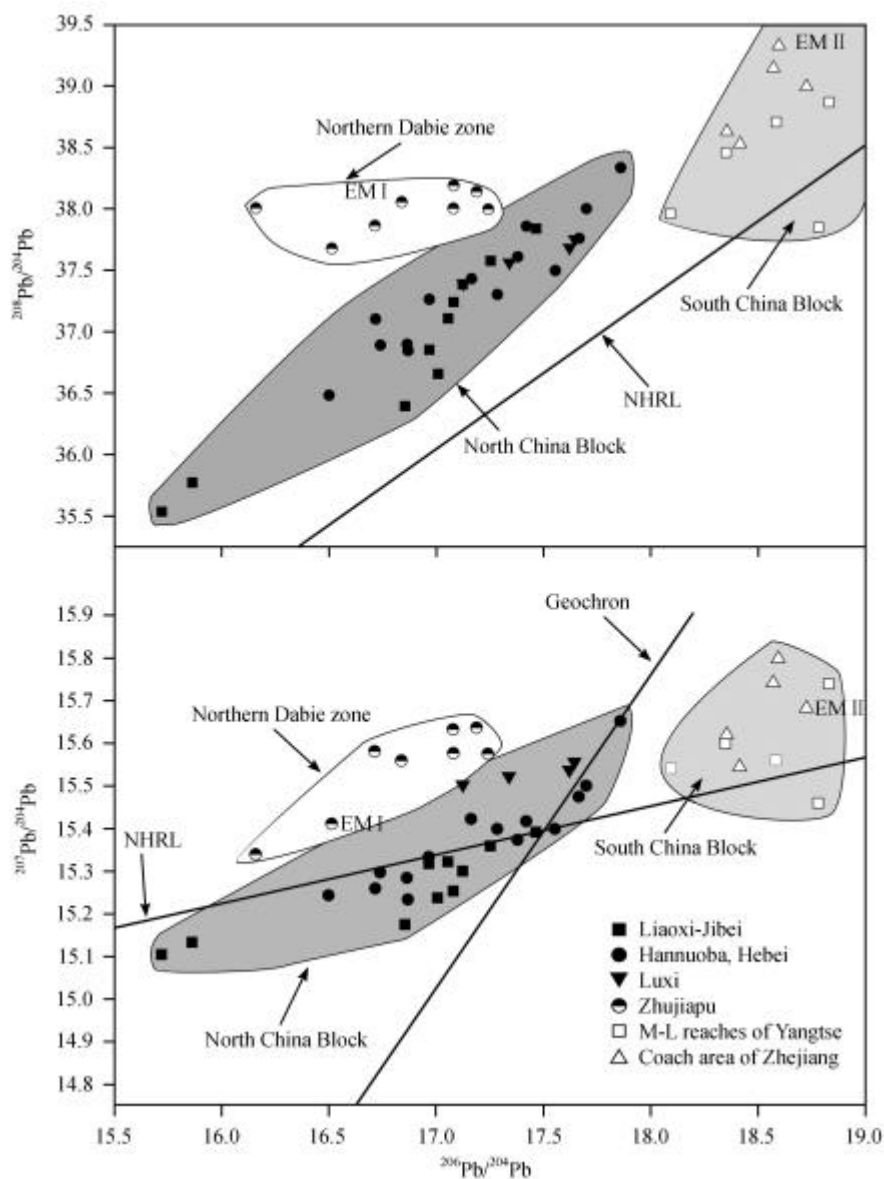 39.5
39.0
38.5
38.0
37.5
37.0
36.5
36.0
35.5
²⁰⁸Pb/²⁰⁴Pb
EM II
Northern Dabie zone
EM I
South China Block
NHRL
North China Block
15.9
15.8
15.7
15.6
15.5
15.4
15.3
15.2
15.1
15.0
14.9
14.8
²⁰⁷Pb/²⁰⁴Pb
Geochron
Northern Dabie zone
EM II
EM I
NHRL
South China Block
North China Block
Liaoxi-Jibei
Hannuoba, Hebei
Luxi
Zhujiapu
M-L reaches of Yangtse
Coach area of Zhejiang
15.5 16.0 16.5 17.0 17.5 18.0 18.5 19.0
²⁰⁶Pb/²⁰⁴Pb